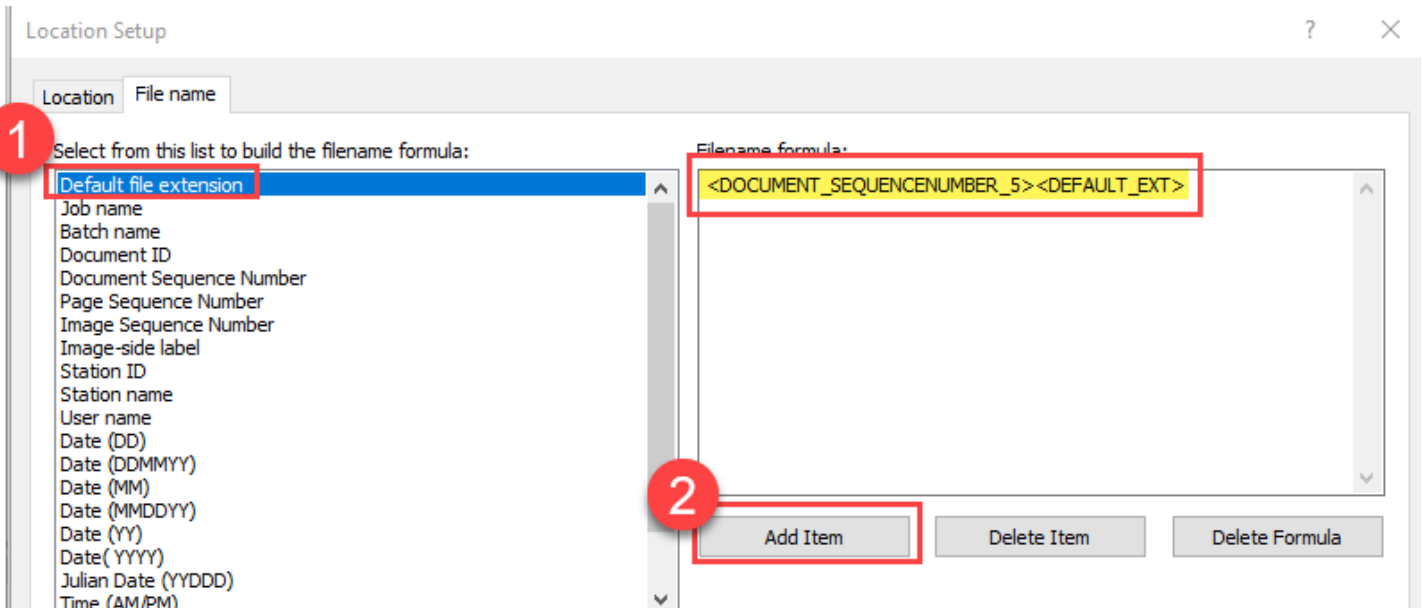 Location Setup
?
Location
File name
1
Select from this list to build the filename formula:
Filename formula:
Default file extension
Job name
Batch name
Document ID
Document Sequence Number
Page Sequence Number
Image Sequence Number
Image-side label
Station ID
Station name
User name
Date (DD)
Date (DDMMYY)
Date (MM)
Date (MMDDYY)
Date (YY)
Date( YYYY)
Julian Date (YYDDD)
Time (AM/PM)
<DOCUMENT_SEQUENCENUMBER_5><DEFAULT_EXT>
2
Add Item
Delete Item
Delete Formula